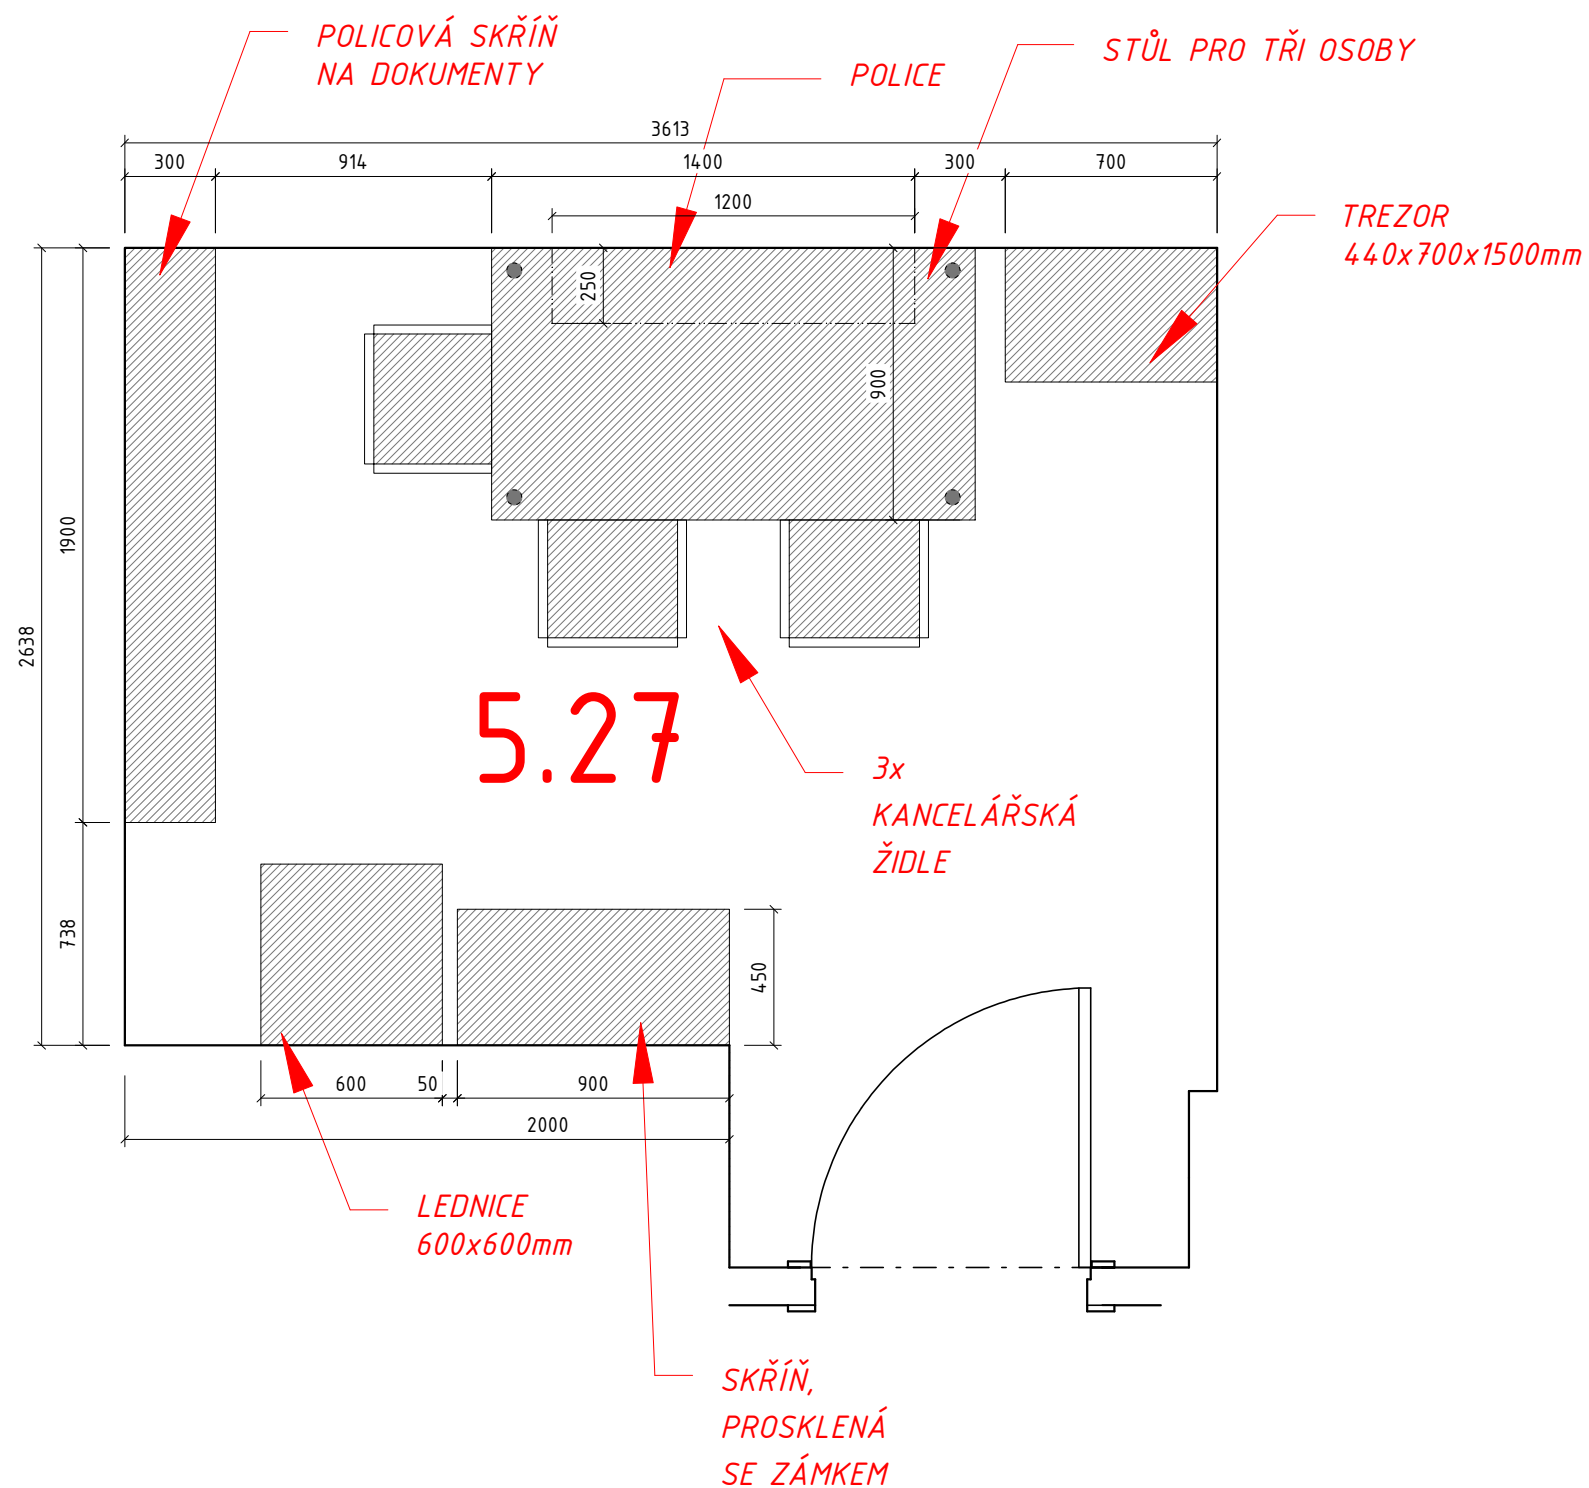 POLICOVÁ SKŘÍŇ
NA DOKUMENTY
POLICE
STŮL PRO TŘI OSOBY
3613
300
914
1400
300
700
1200
TREZOR
440x700x1500mm
250
900
1900
2638
5.27
3x
KANCELÁŘSKÁ
ŽIDLE
738
450
600
50
900
2000
LEDNICE
600x600mm
SKŘÍŇ,
PROSKLENÁ
SE ZÁMKEM